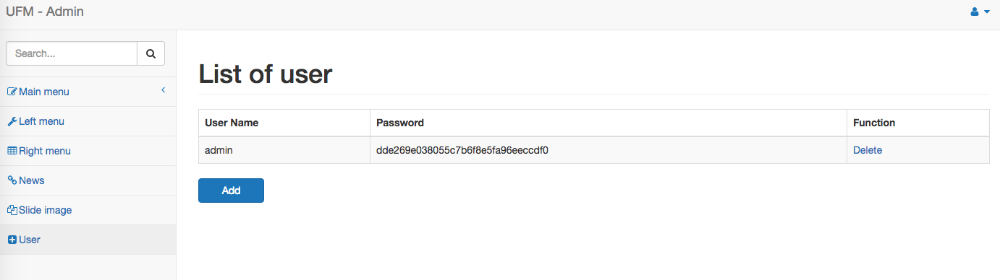 UFM - Admin
Search...
Main menu
Left menu
Right menu
News
Slide image
User
List of user
User Name Password Function
admin dde269e038055c7b6f8e5fa96eeccdf0 Delete
Add